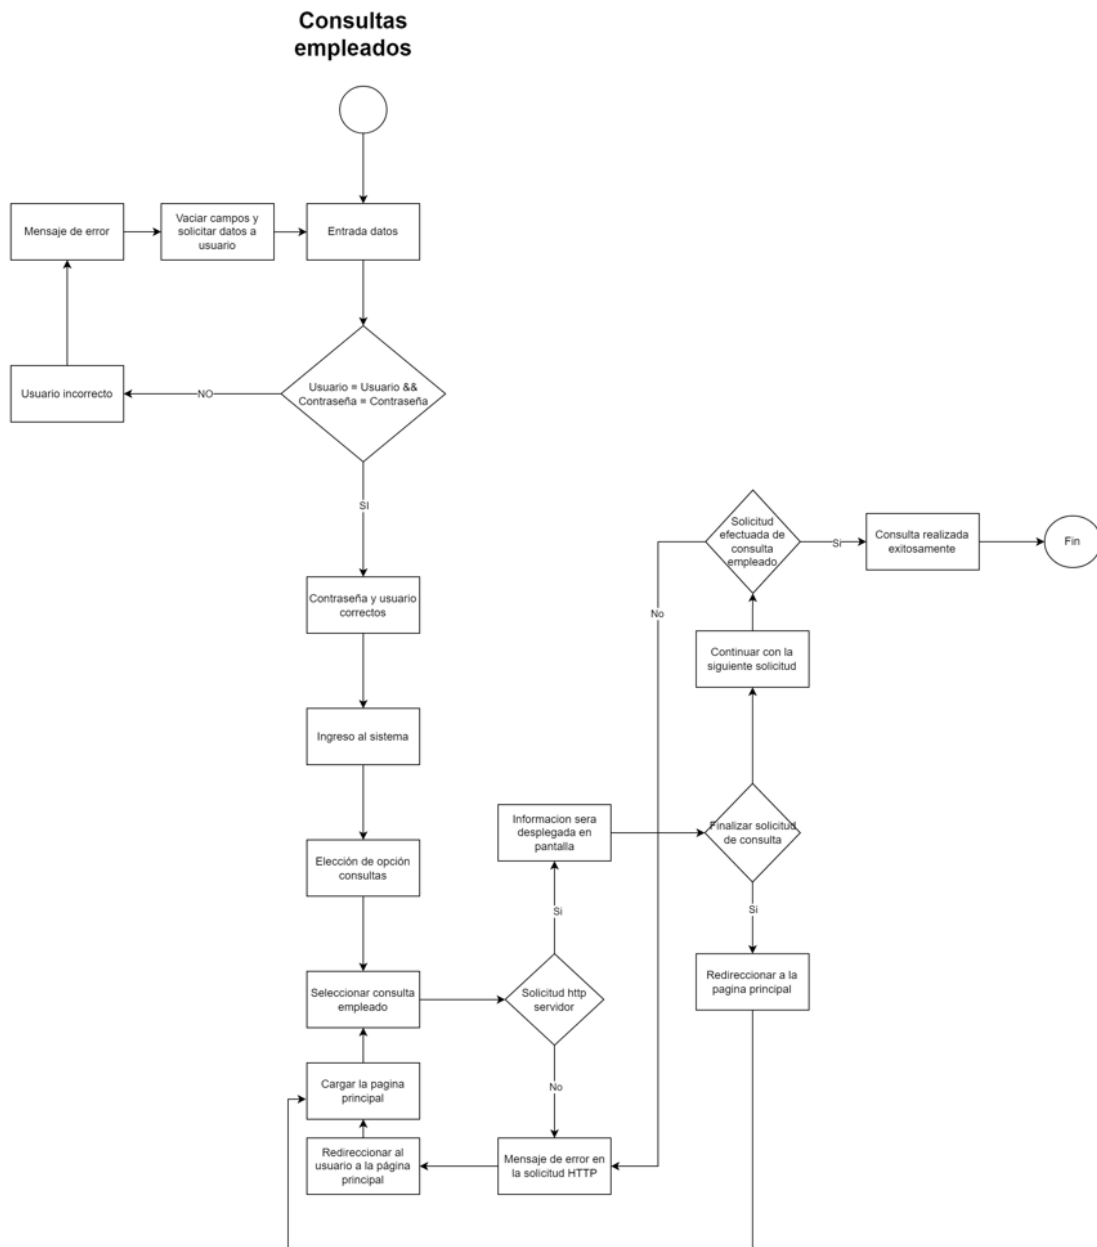 Consultas
empleados
Mensaje de error
Vaciar campos y
solicitar datos a
usuario
Entrada datos
Usuario incorrecto
NO
Usuario = Usuario &&
Contraseña = Contraseña
SI
Contraseña y usuario
correctos
Ingreso al sistema
Elección de opción
consultas
Seleccionar consulta
empleado
Cargar la pagina
principal
Redireccionar al
usuario a la página
principal
Solicitud http
servidor
Si
Informacion sera
desplegada en
pantalla
No
Mensaje de error en
la solicitud HTTP
Finalizar solicitud
de consulta
Si
Redireccionar a la
pagina principal
Continuar con la
siguiente solicitud
Solicitud
efectuada de
consulta
empleado
No
Si
Consulta realizada
exitosamente
Fin